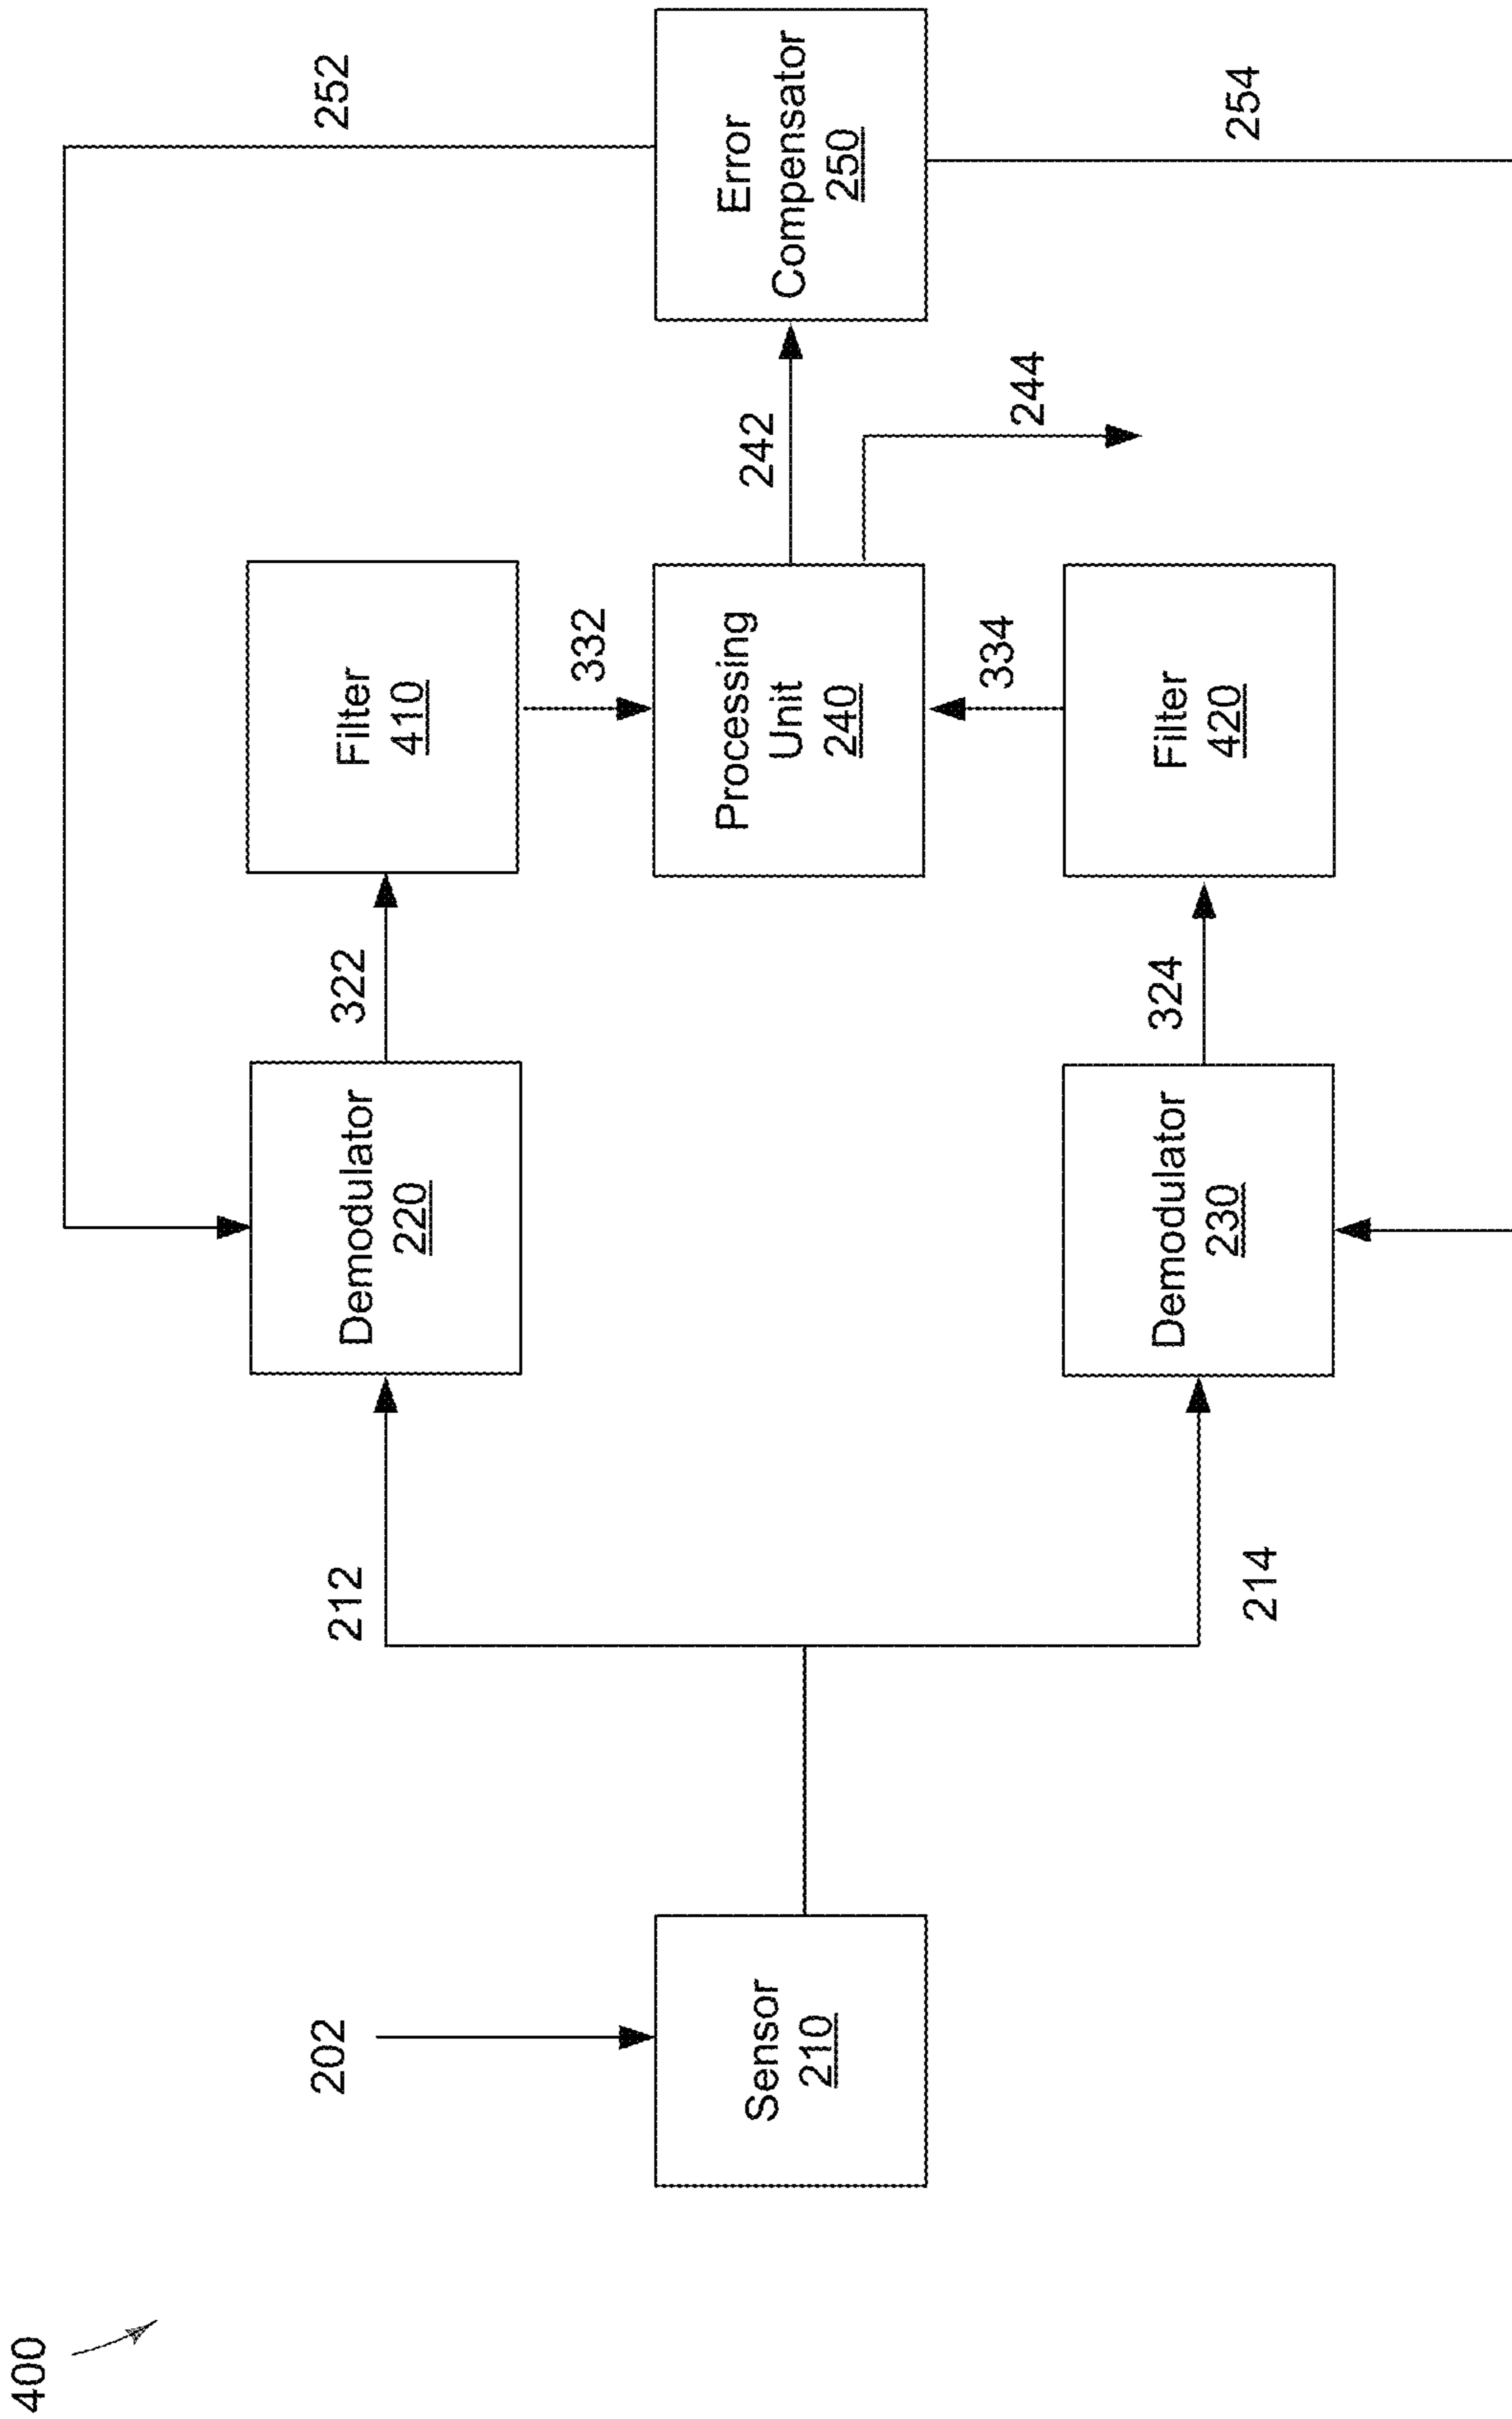 400
202
Sensor
210
212
214
Demodulator
220
Demodulator
230
322
324
Filter
410
332
Processing
Unit
240
334
Filter
420
242
244
252
Error
Compensator
250
254